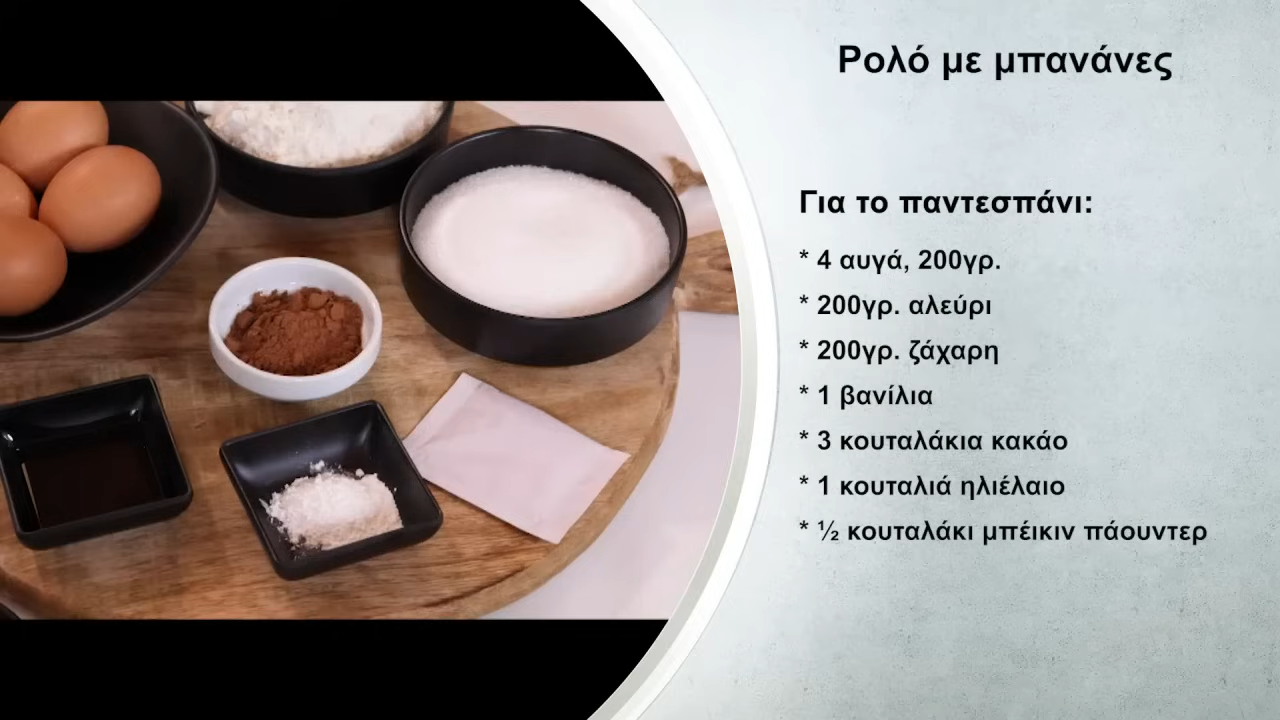 Ρολό με μπανάνες
Για το παντεσπάνι:
* 4 αυγά, 200γρ.
* 200γρ. αλεύρι
* 200γρ. ζάχαρη
* 1 βανίλια
* 3 κουταλάκια κακάο
* 1 κουταλιά ηλιέλαιο
* ½ κουταλάκι μπέικιν πάουντερ